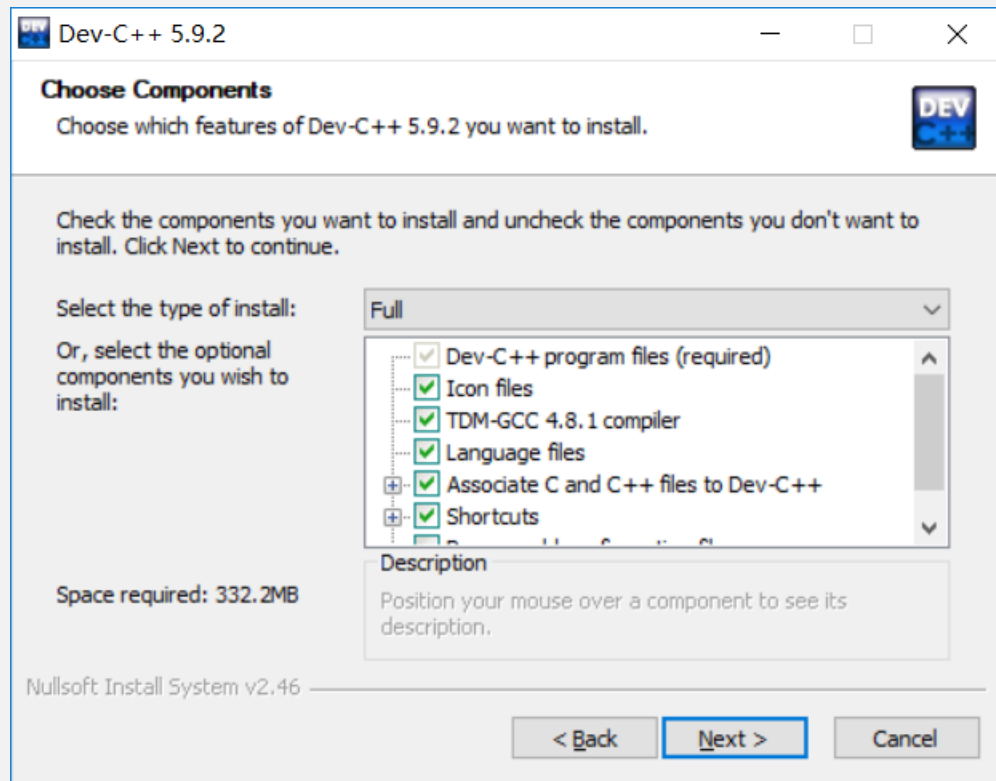 Dev-C++ 5.9.2
Choose Components
Choose which features of Dev-C++ 5.9.2 you want to install.
DEV
C++
Check the components you want to install and uncheck the components you don't want to
install. Click Next to continue.
Select the type of install:
Full
Or, select the optional
components you wish to
install:
Dev-C++ program files (required)
Icon files
TDM-GCC 4.8.1 compiler
Language files
Associate C and C++ files to Dev-C++
Shortcuts
Space required: 332.2MB
Description
Position your mouse over a component to see its
description.
Nullsoft Install System v2.46
< Back
Next >
Cancel